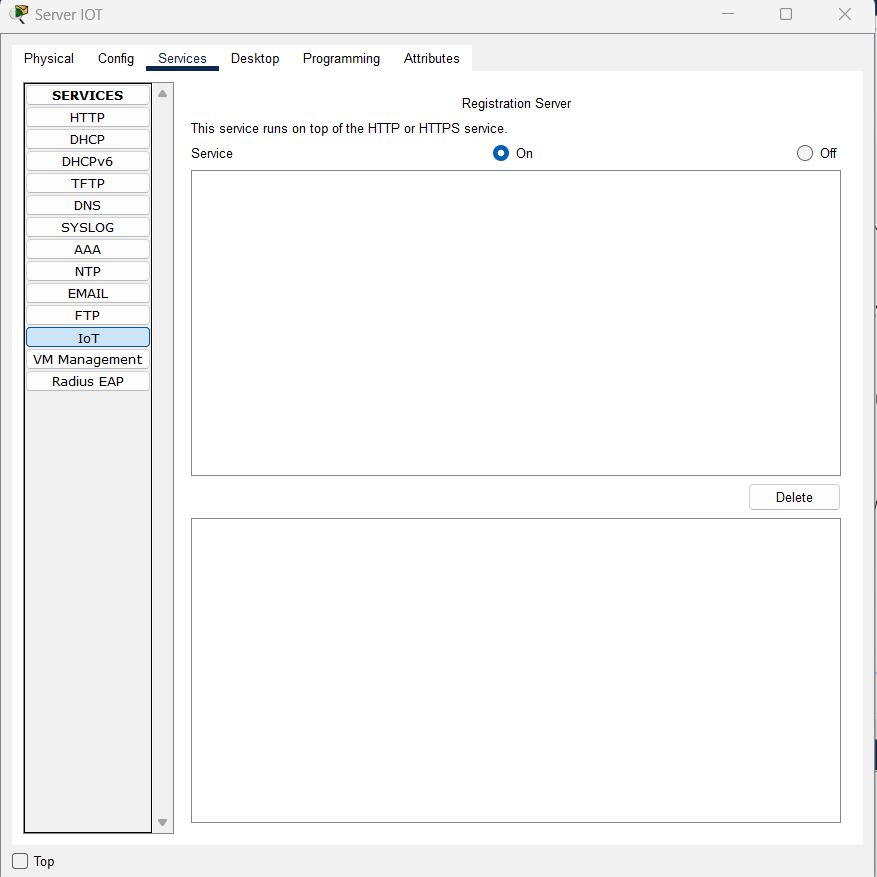 Server IOT
Physical Config Services Desktop Programming Attributes
SERVICES
HTTP
DHCP
DHCPv6
TFTP
DNS
SYSLOG
AAA
NTP
EMAIL
FTP
IoT
VM Management
Radius EAP
Registration Server
This service runs on top of the HTTP or HTTPS service.
Service On Off
Delete
Top